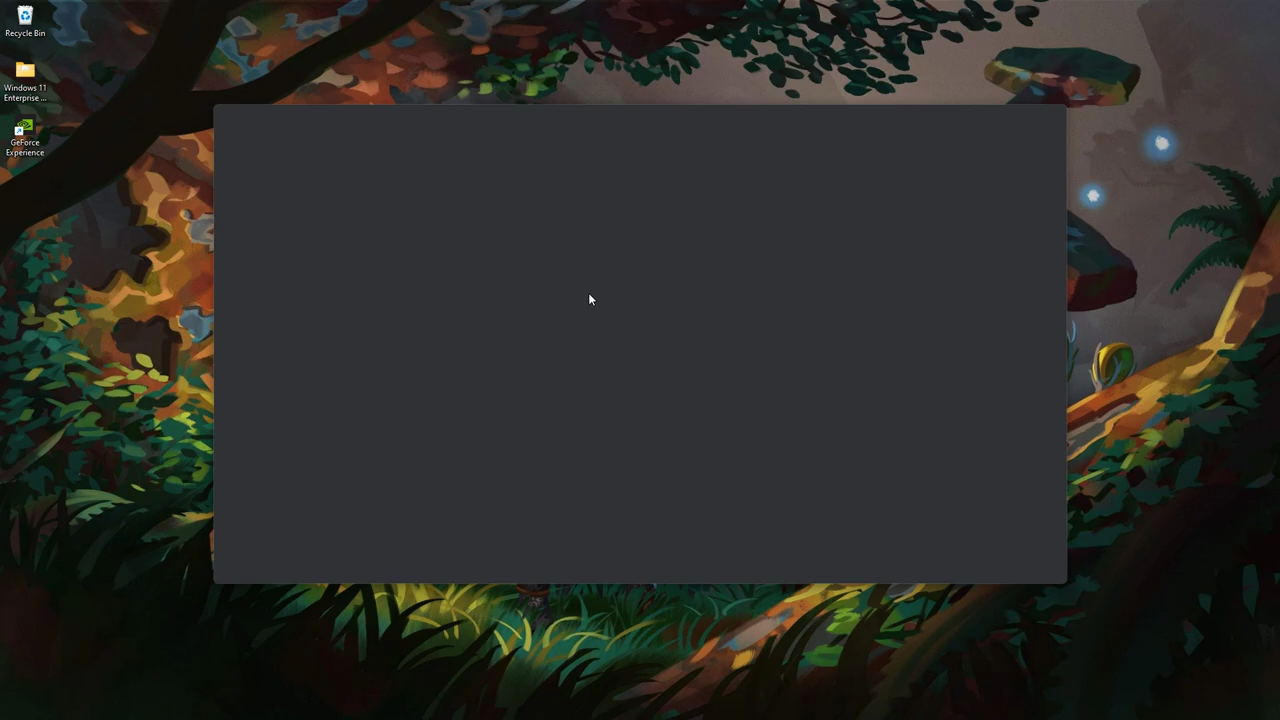 Recycle Bin
Windows 11
Enterprise ...
GeForce
Experience